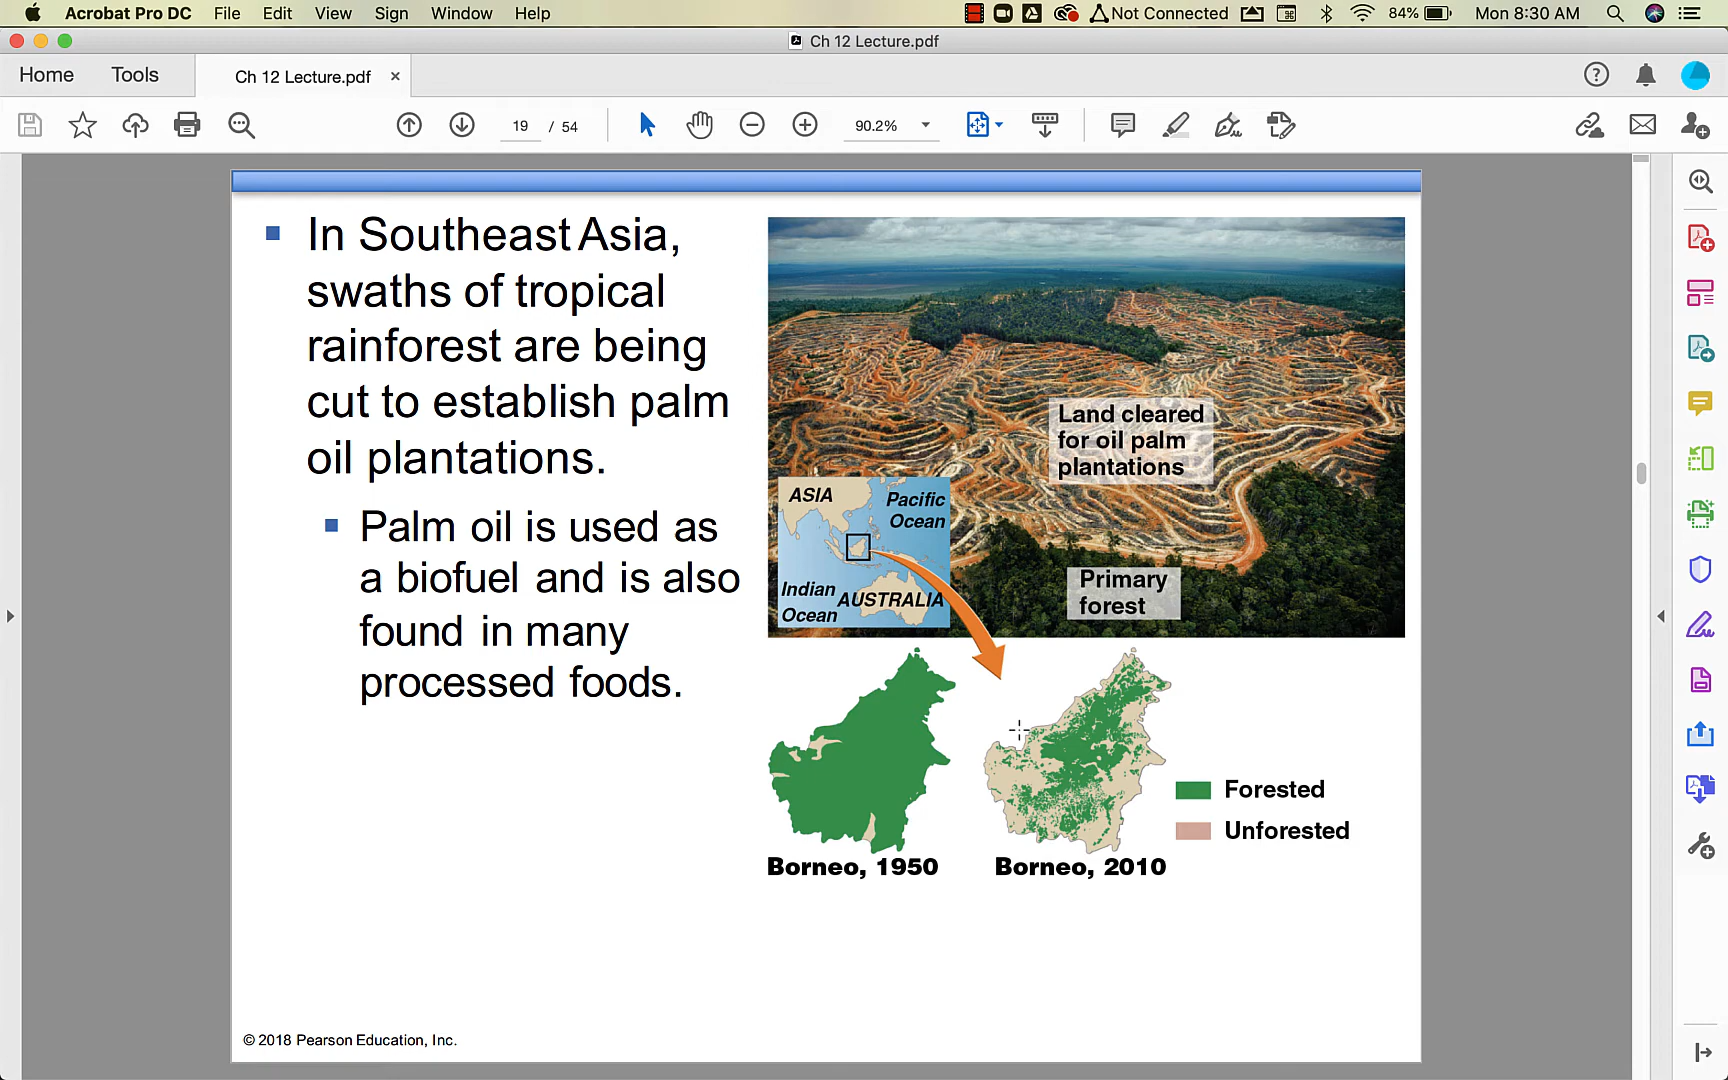 Acrobat Pro DC File Edit View Sign Window Help Not Connected 84% Mon 8:30 AM
Ch 12 Lecture.pdf
Home Tools Ch 12 Lecture.pdf ×
19 / 54 90.2%
In Southeast Asia,
swaths of tropical
rainforest are being
cut to establish palm
oil plantations.
Palm oil is used as
a biofuel and is also
found in many
processed foods.
Land cleared
for oil palm
plantations
ASIA
Pacific
Ocean
Indian
Ocean
AUSTRALIA
Primary
forest
Forested
Unforested
Borneo, 1950
Borneo, 2010
© 2018 Pearson Education, Inc.